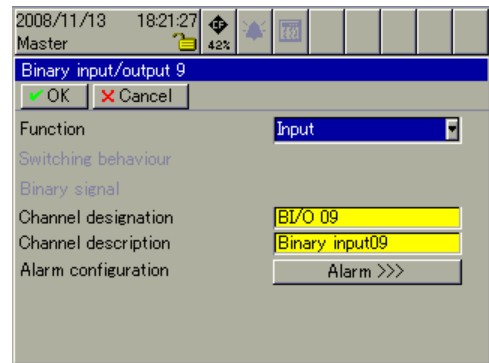 2008/11/13 18:21:27
Master
CF
42%
Binary input/output 9
OK Cancel
Function Input
Switching behaviour
Binary signal
Channel designation BI/O 09
Channel description Binary input09
Alarm configuration Alarm >>>